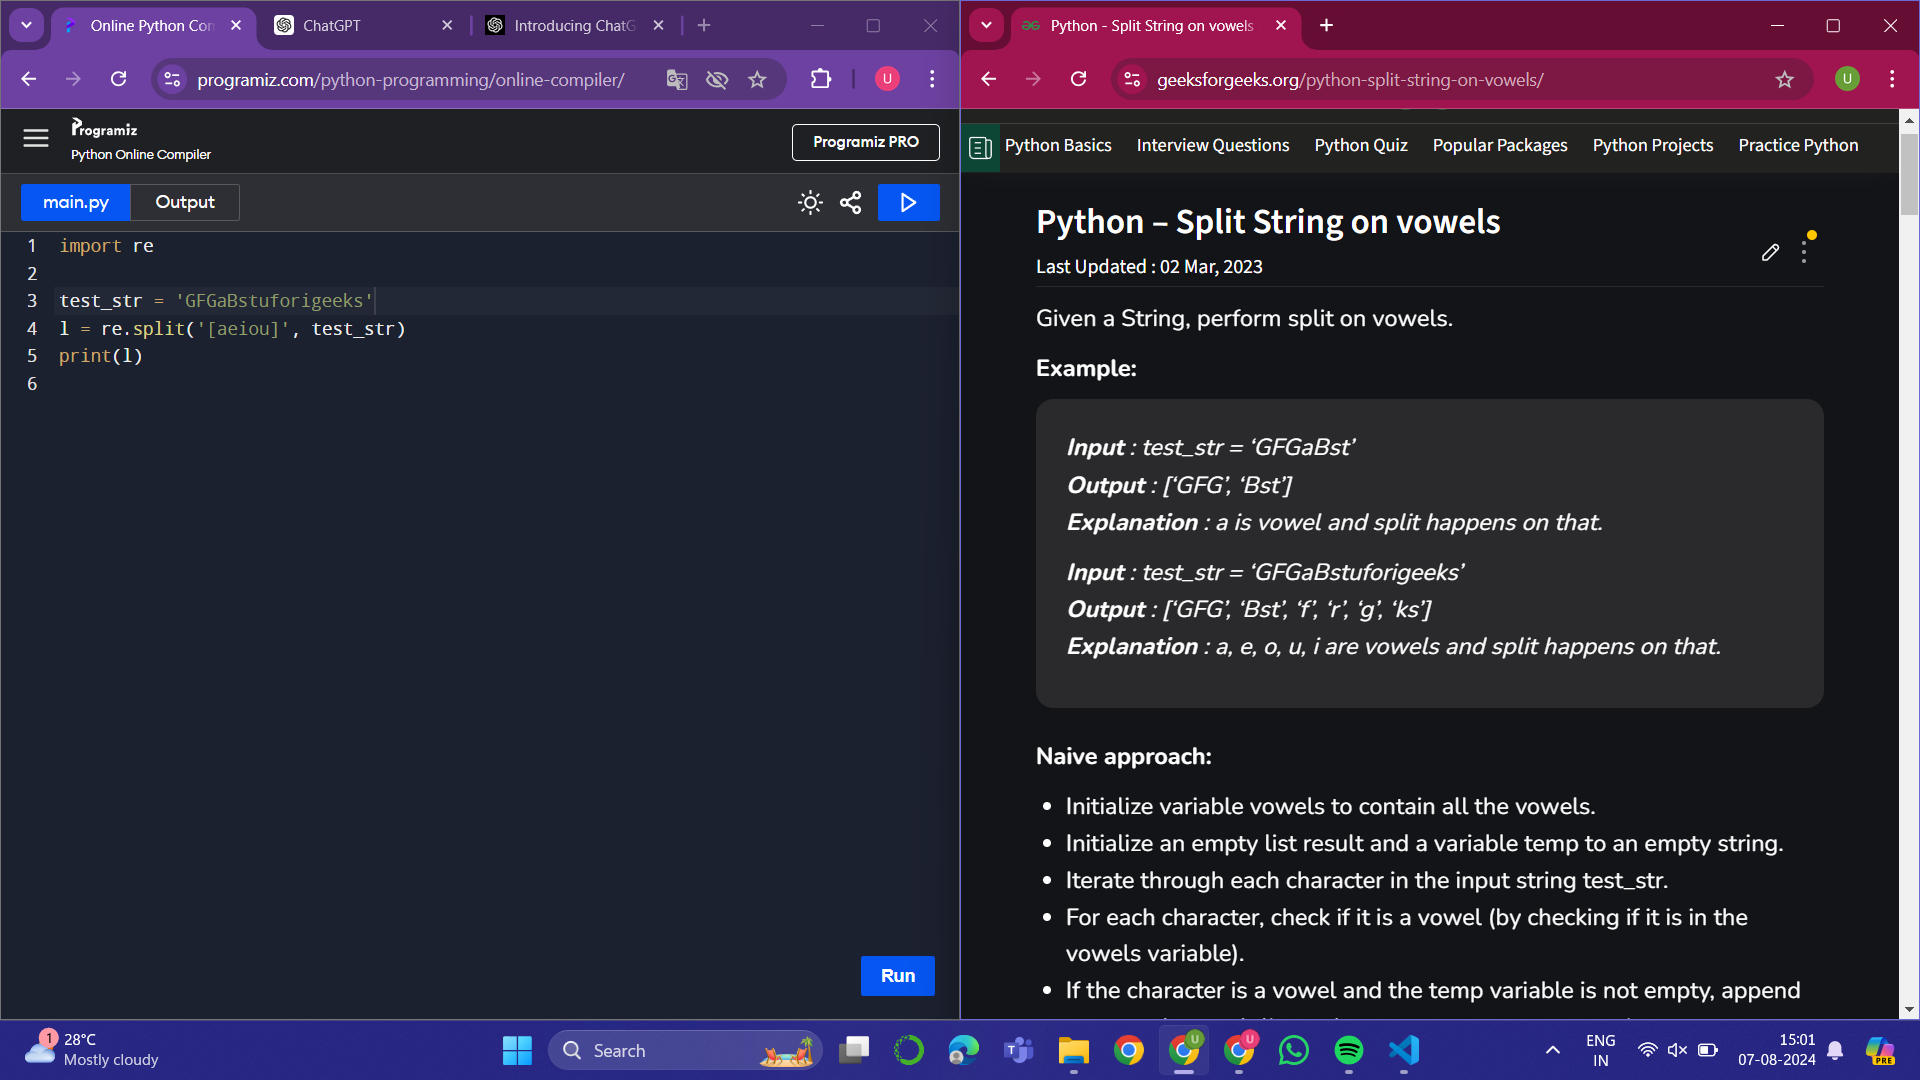 Online Python Com
ChatGPT
Introducing ChatG
programiz.com/python-programming/online-compiler/
U
Programiz
Python Online Compiler
Programiz PRO
main.py
Output
1 import re
2
3 test_str = 'GFGaBstuforigeeks'
4 l = re.split('[aeiou]', test_str)
5 print(l)
6
Run
Python - Split String on vowels
geeksforgeeks.org/python-split-string-on-vowels/
U
Python Basics Interview Questions Python Quiz Popular Packages Python Projects Practice Python
Python – Split String on vowels
Last Updated : 02 Mar, 2023
Given a String, perform split on vowels.
Example:
Input : test_str = ‘GFGaBst’
Output : [‘GFG’, ‘Bst’]
Explanation : a is vowel and split happens on that.
Input : test_str = ‘GFGaBstuforigeeks’
Output : [‘GFG’, ‘Bst’, ‘f’, ‘r’, ‘g’, ‘ks’]
Explanation : a, e, o, u, i are vowels and split happens on that.
Naive approach:
• Initialize variable vowels to contain all the vowels.
• Initialize an empty list result and a variable temp to an empty string.
• Iterate through each character in the input string test_str.
• For each character, check if it is a vowel (by checking if it is in the
vowels variable).
• If the character is a vowel and the temp variable is not empty, append
1
28°C
Mostly cloudy
Search
U
U
ENG
IN
15:01
07-08-2024
PRE